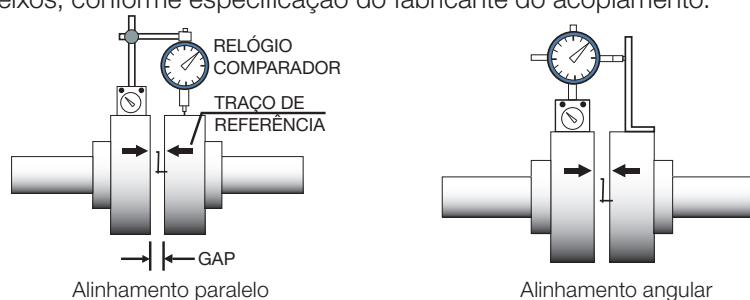 eixos, conforme especificação do fabricante do acoplamento.
RELÓGIO
COMPARADOR
TRAÇO DE
REFERÊNCIA
GAP
Alinhamento paralelo
Alinhamento angular